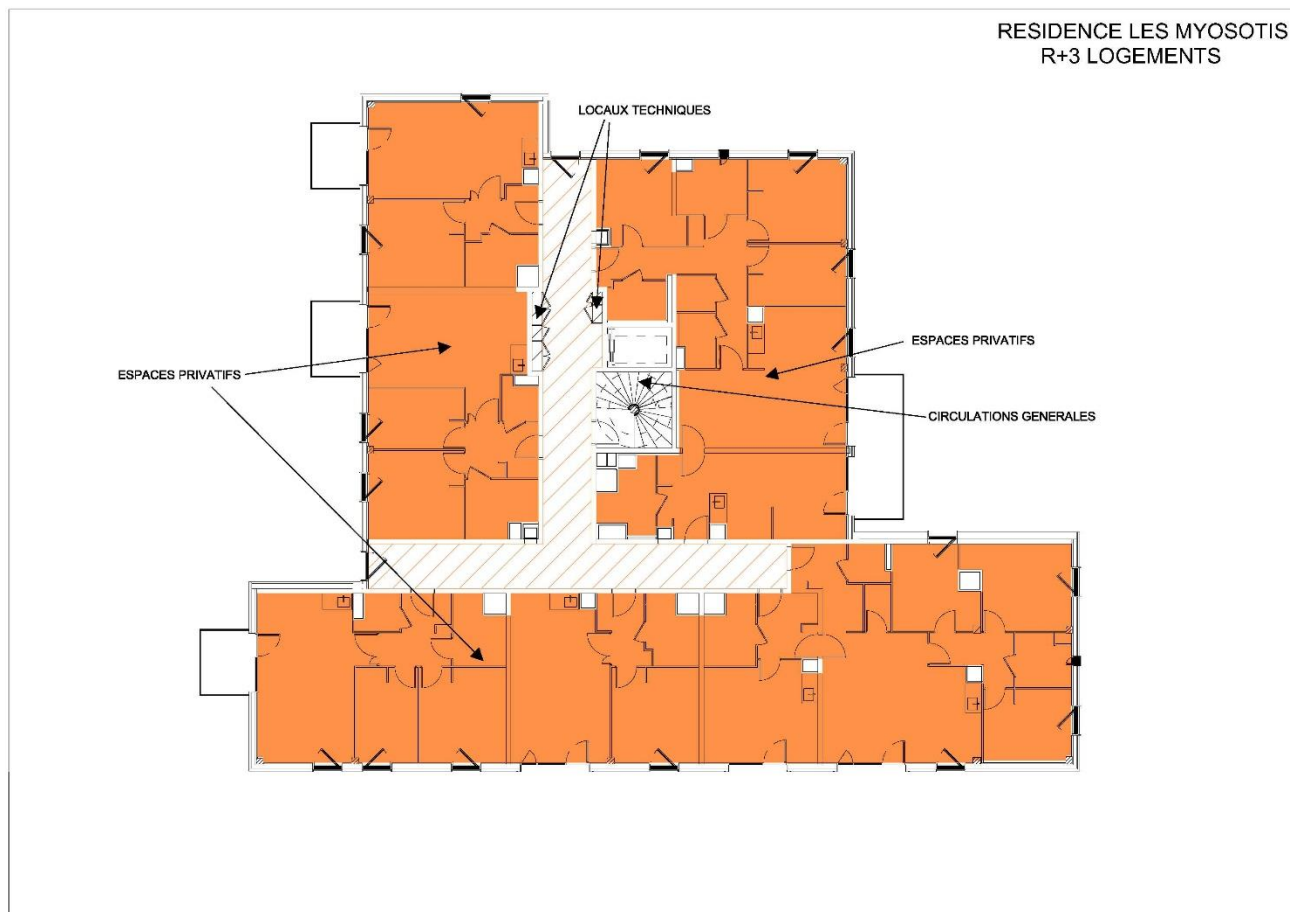 RESIDENCE LES MYOSOTIS
R+3 LOGEMENTS
LOCAUX TECHNIQUES
ESPACES PRIVATIFS
ESPACES PRIVATIFS
CIRCULATIONS GENERALES